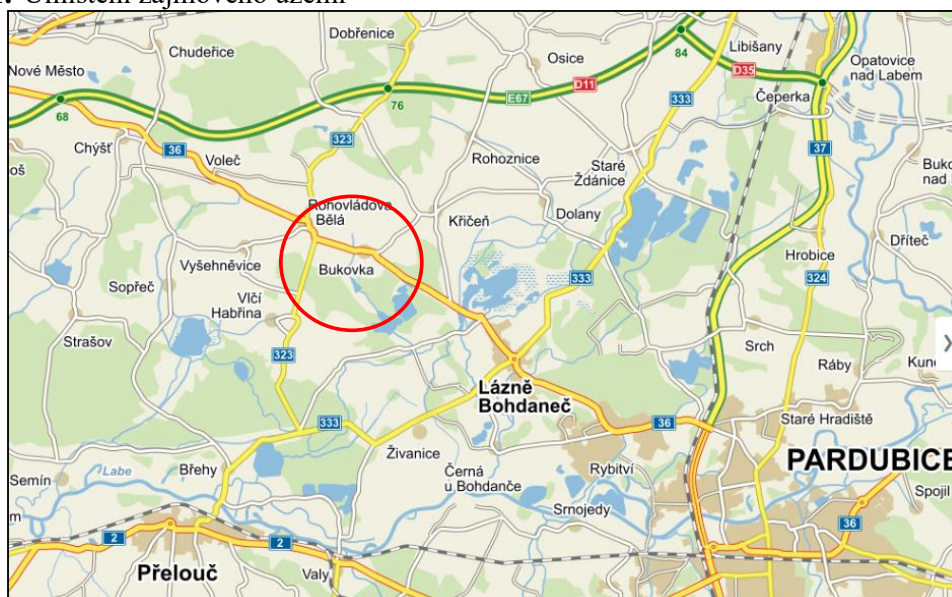 Umístění zájmového území
Dobřenice
Chudeřice
Osice
84
Libišany
D35
Opatovice
nad Labem
Nové Město
D11
E67
76
333
Čeperka
68
323
Chýšť
36
Voleč
37
Rohoznice
Staré
Ždánice
Rohovládova
Bělá
Křičeň
Dolany
Dříteč
Vyšehněvice
Bukovka
333
Hrobice
324
Sopřeč
Vlčí
Habřina
Strašov
323
Srch
Ráby
Lázně
Bohdaneč
333
36
Staré Hradiště
Živanice
PARDUBICE
Semín
Labe
Břehy
Černá
u Bohdanče
Rybitví
Spojil
Srnojedy
36
2
2
Přelouč
Valy